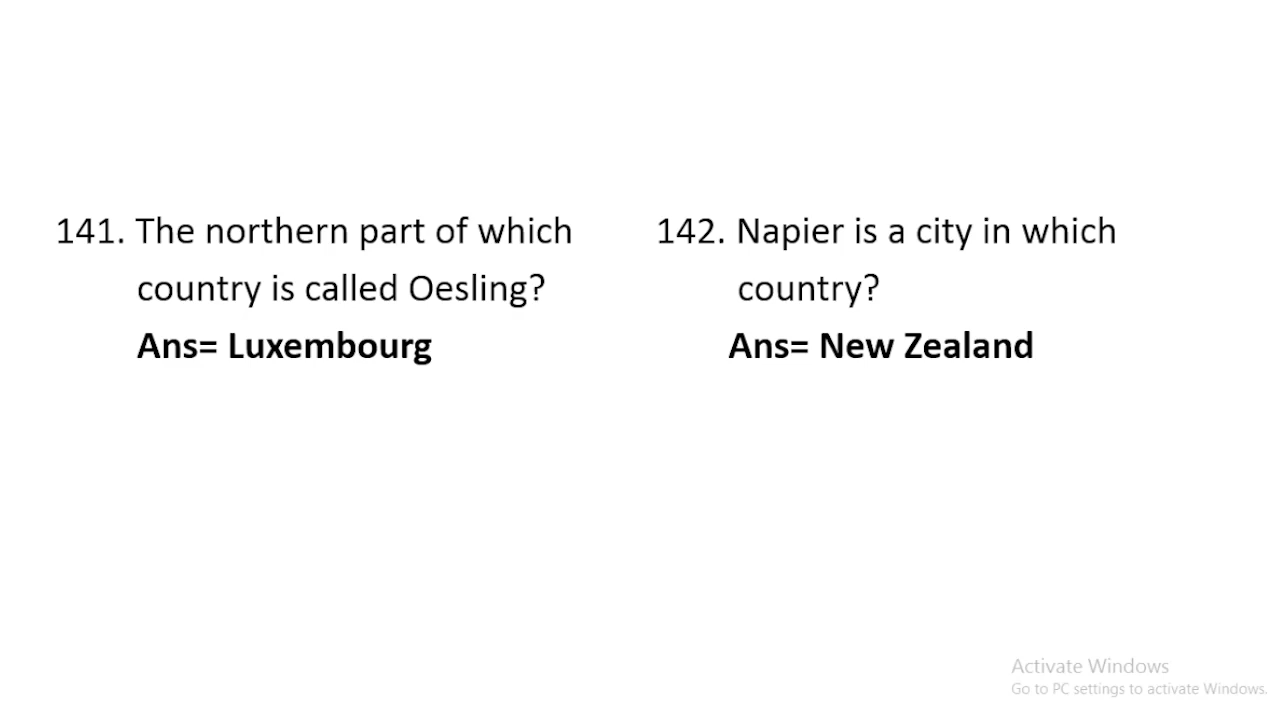 141. The northern part of which
country is called Oesling?
Ans= Luxembourg
142. Napier is a city in which
country?
Ans= New Zealand
Activate Windows
Go to PC settings to activate Windows.